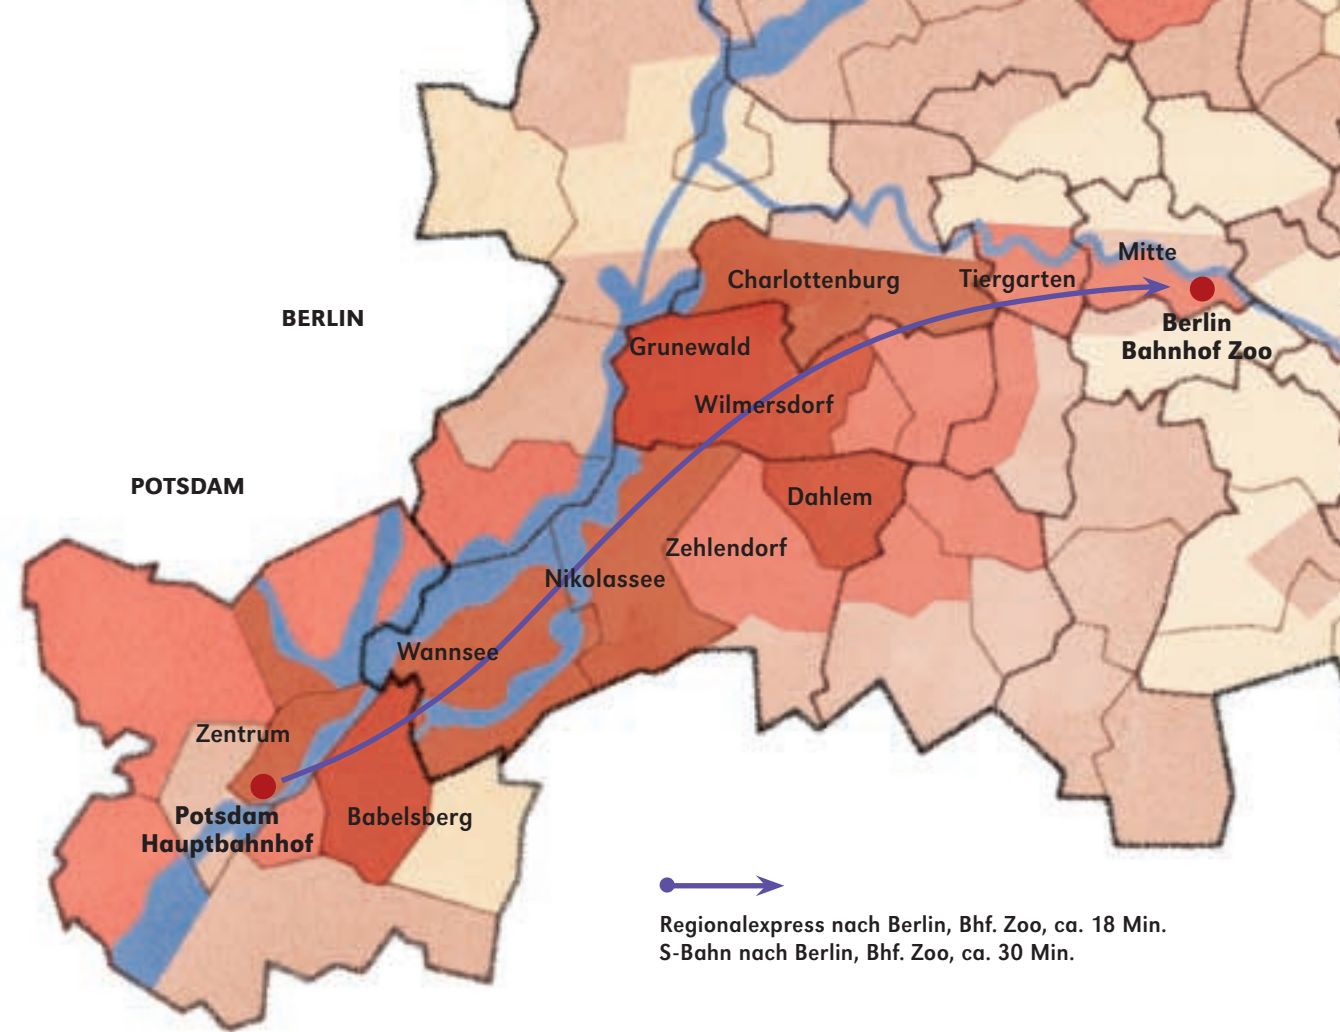 Mitte
Charlottenburg
Tiergarten
BERLIN
Berlin
Bahnhof Zoo
Grunewald
Wilmersdorf
POTSDAM
Dahlem
Zehlendorf
Nikolassee
Wannsee
Zentrum
Potsdam
Hauptbahnhof
Babelsberg
Regionalexpress nach Berlin, Bhf. Zoo, ca. 18 Min.
S-Bahn nach Berlin, Bhf. Zoo, ca. 30 Min.